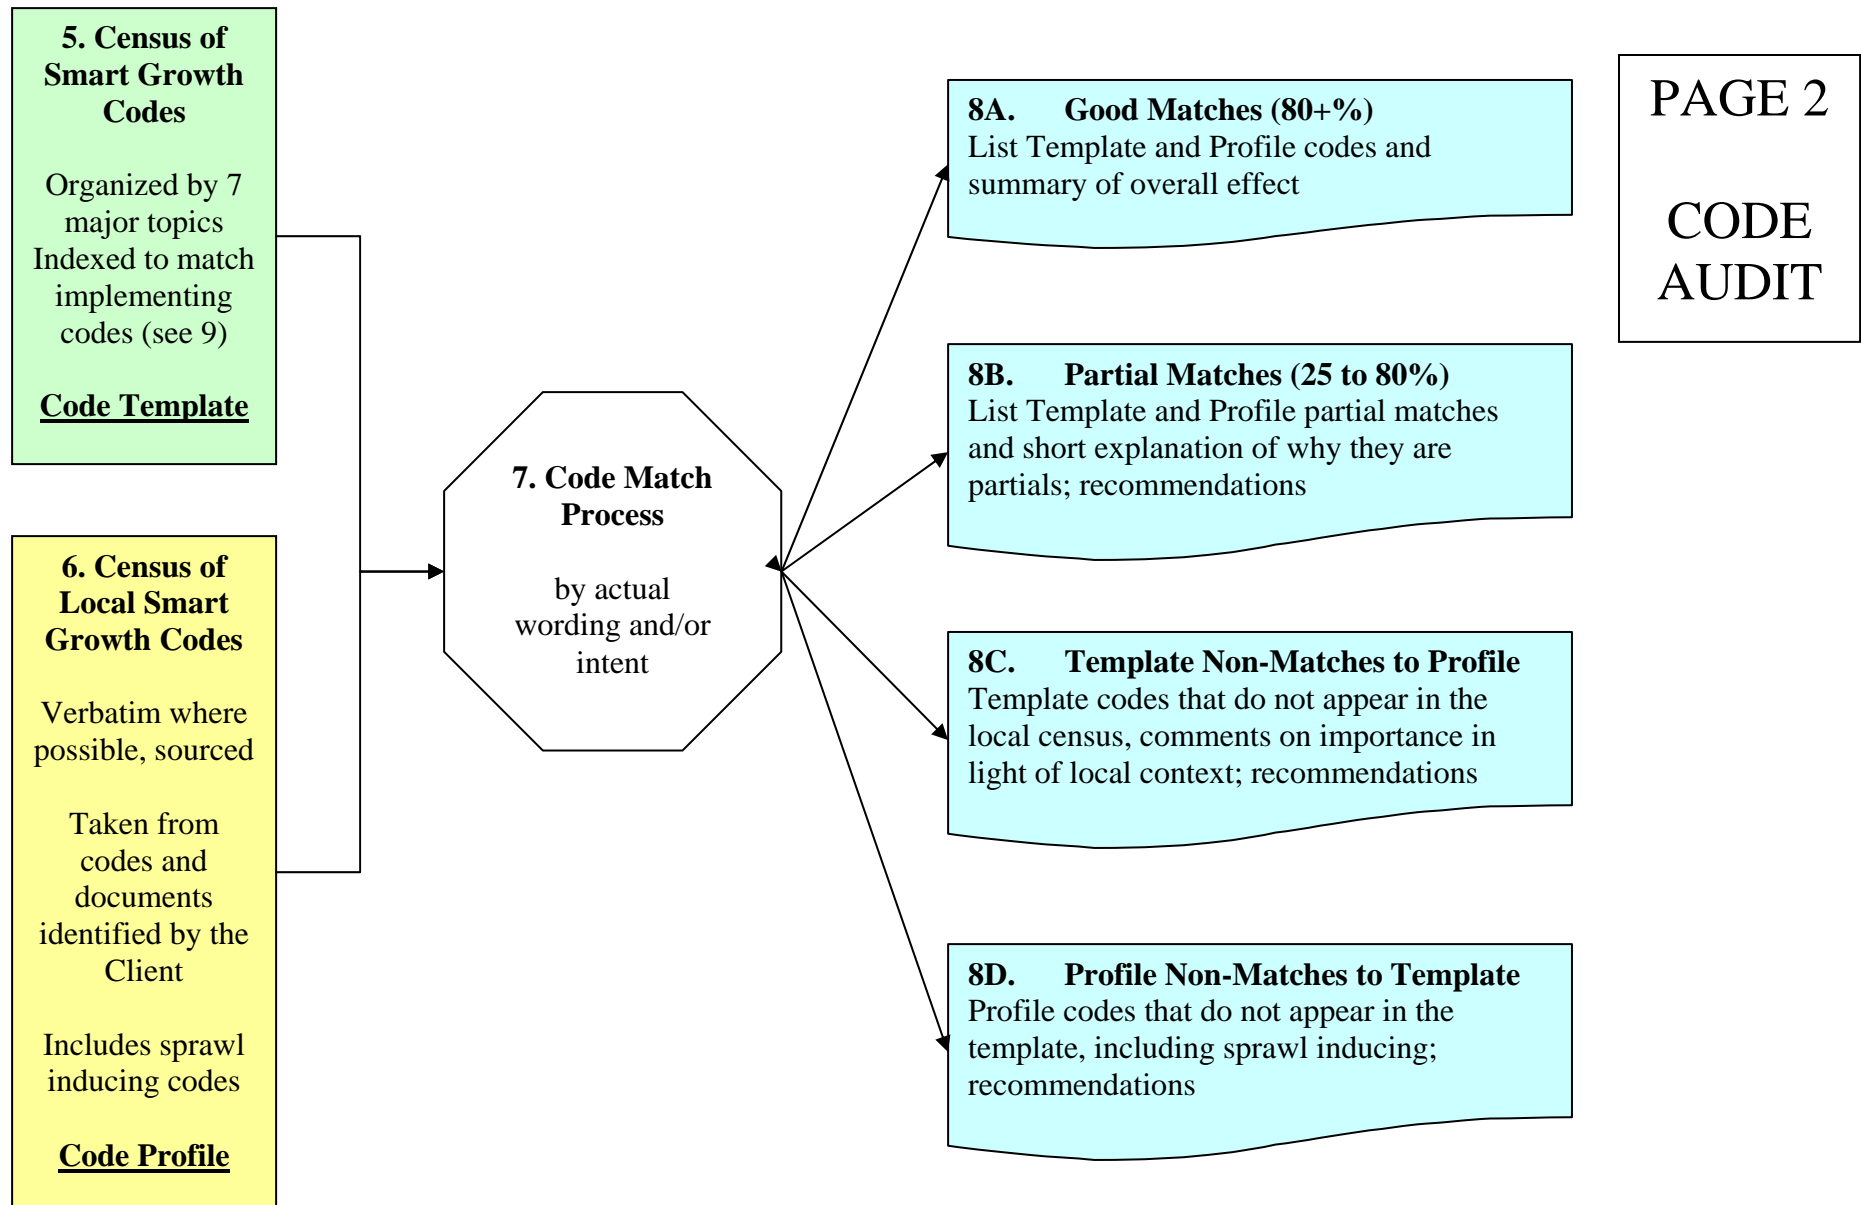 5. Census of
Smart Growth
Codes
Organized by 7
major topics
Indexed to match
implementing
codes (see 9)
Code Template
6. Census of
Local Smart
Growth Codes
Verbatim where
possible, sourced
Taken from
codes and
documents
identified by the
Client
Includes sprawl
inducing codes
Code Profile
7. Code Match
Process
by actual
wording and/or
intent
8A. Good Matches (80+%)
List Template and Profile codes and
summary of overall effect
8B. Partial Matches (25 to 80%)
List Template and Profile partial matches
and short explanation of why they are
partials; recommendations
8C. Template Non-Matches to Profile
Template codes that do not appear in the
local census, comments on importance in
light of local context; recommendations
8D. Profile Non-Matches to Template
Profile codes that do not appear in the
template, including sprawl inducing;
recommendations
PAGE 2
CODE
AUDIT